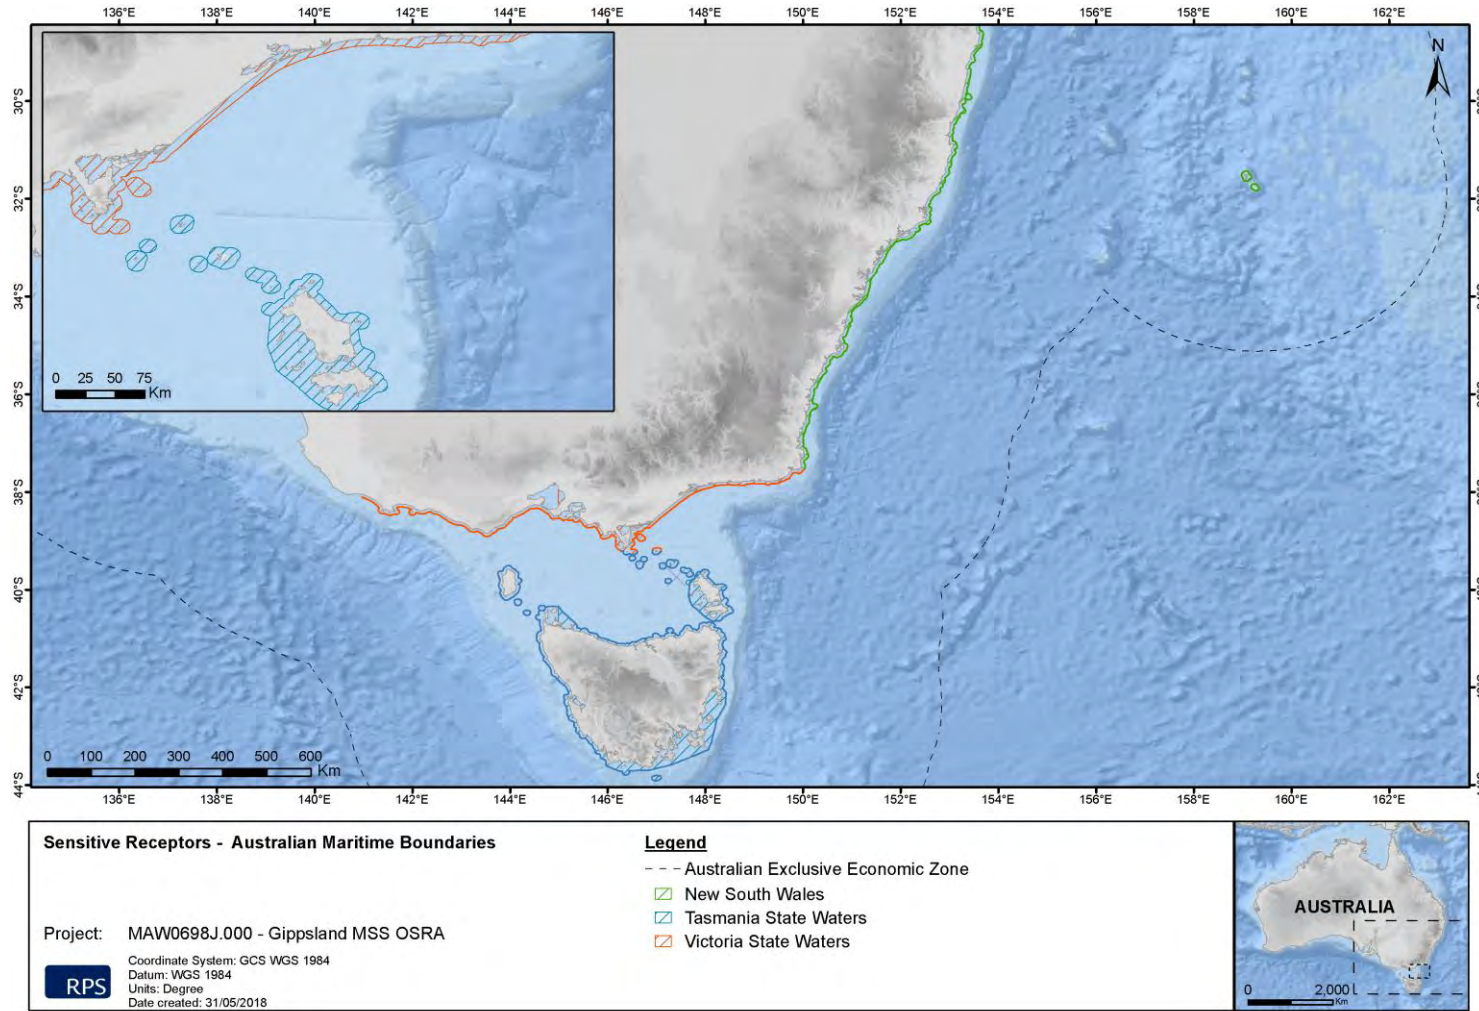 136°E 138°E 140°E 142°E 144°E 146°E 148°E 150°E 152°E 154°E 156°E 158°E 160°E 162°E
N
30°S
32°S
34°S
36°S
38°S
40°S
42°S
44°S
0 25 50 75
Km
0 100 200 300 400 500 600
Km
136°E 138°E 140°E 142°E 144°E 146°E 148°E 150°E 152°E 154°E 156°E 158°E 160°E 162°E
Sensitive Receptors - Australian Maritime Boundaries
Project: MAW0698J.000 - Gippsland MSS OSRA
RPS
Coordinate System: GCS WGS 1984
Datum: WGS 1984
Units: Degree
Date created: 31/05/2018
Legend
Australian Exclusive Economic Zone
New South Wales
Tasmania State Waters
Victoria State Waters
AUSTRALIA
0 2,000
Km